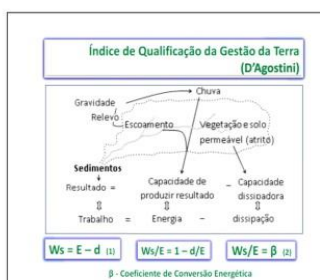 Índice de Qualificação da Gestão da Terra
(D'Agostini)
Chuva
Gravidade
Relevo
Escoamento
Vegetação e solo
permeável (atrito)
Sedimentos
Resultado = Capacidade de produzir resultado – Capacidade dissipadora
⇕ ⇕ ⇕
Trabalho = Energia – dissipação
Ws = E – d (1)
Ws/E = 1 – d/E
Ws/E = β (2)
β - Coeficiente de Conversão Energética